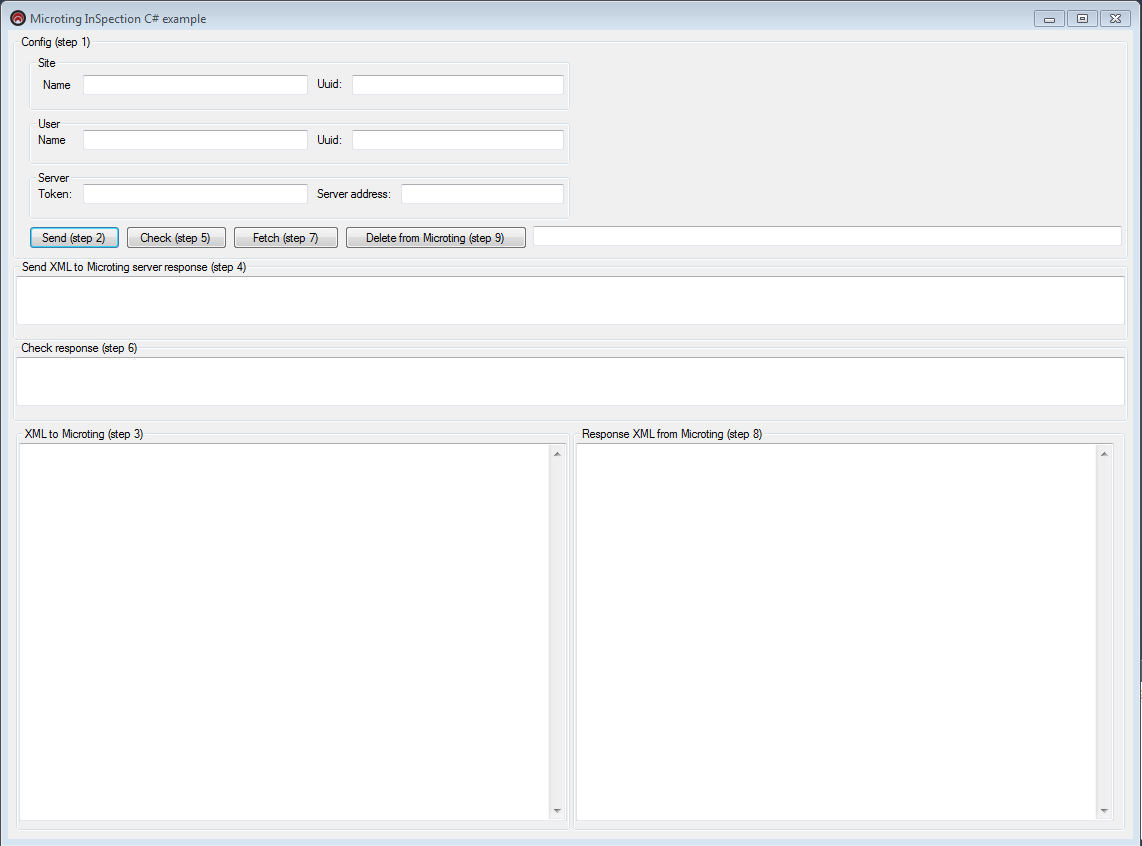 Microting InSpection C# example
Config (step 1)
Site
Name Uuid:
User
Name Uuid:
Server
Token: Server address:
Send (step 2) Check (step 5) Fetch (step 7) Delete from Microting (step 9)
Send XML to Microting server response (step 4)
Check response (step 6)
XML to Microting (step 3) Response XML from Microting (step 8)